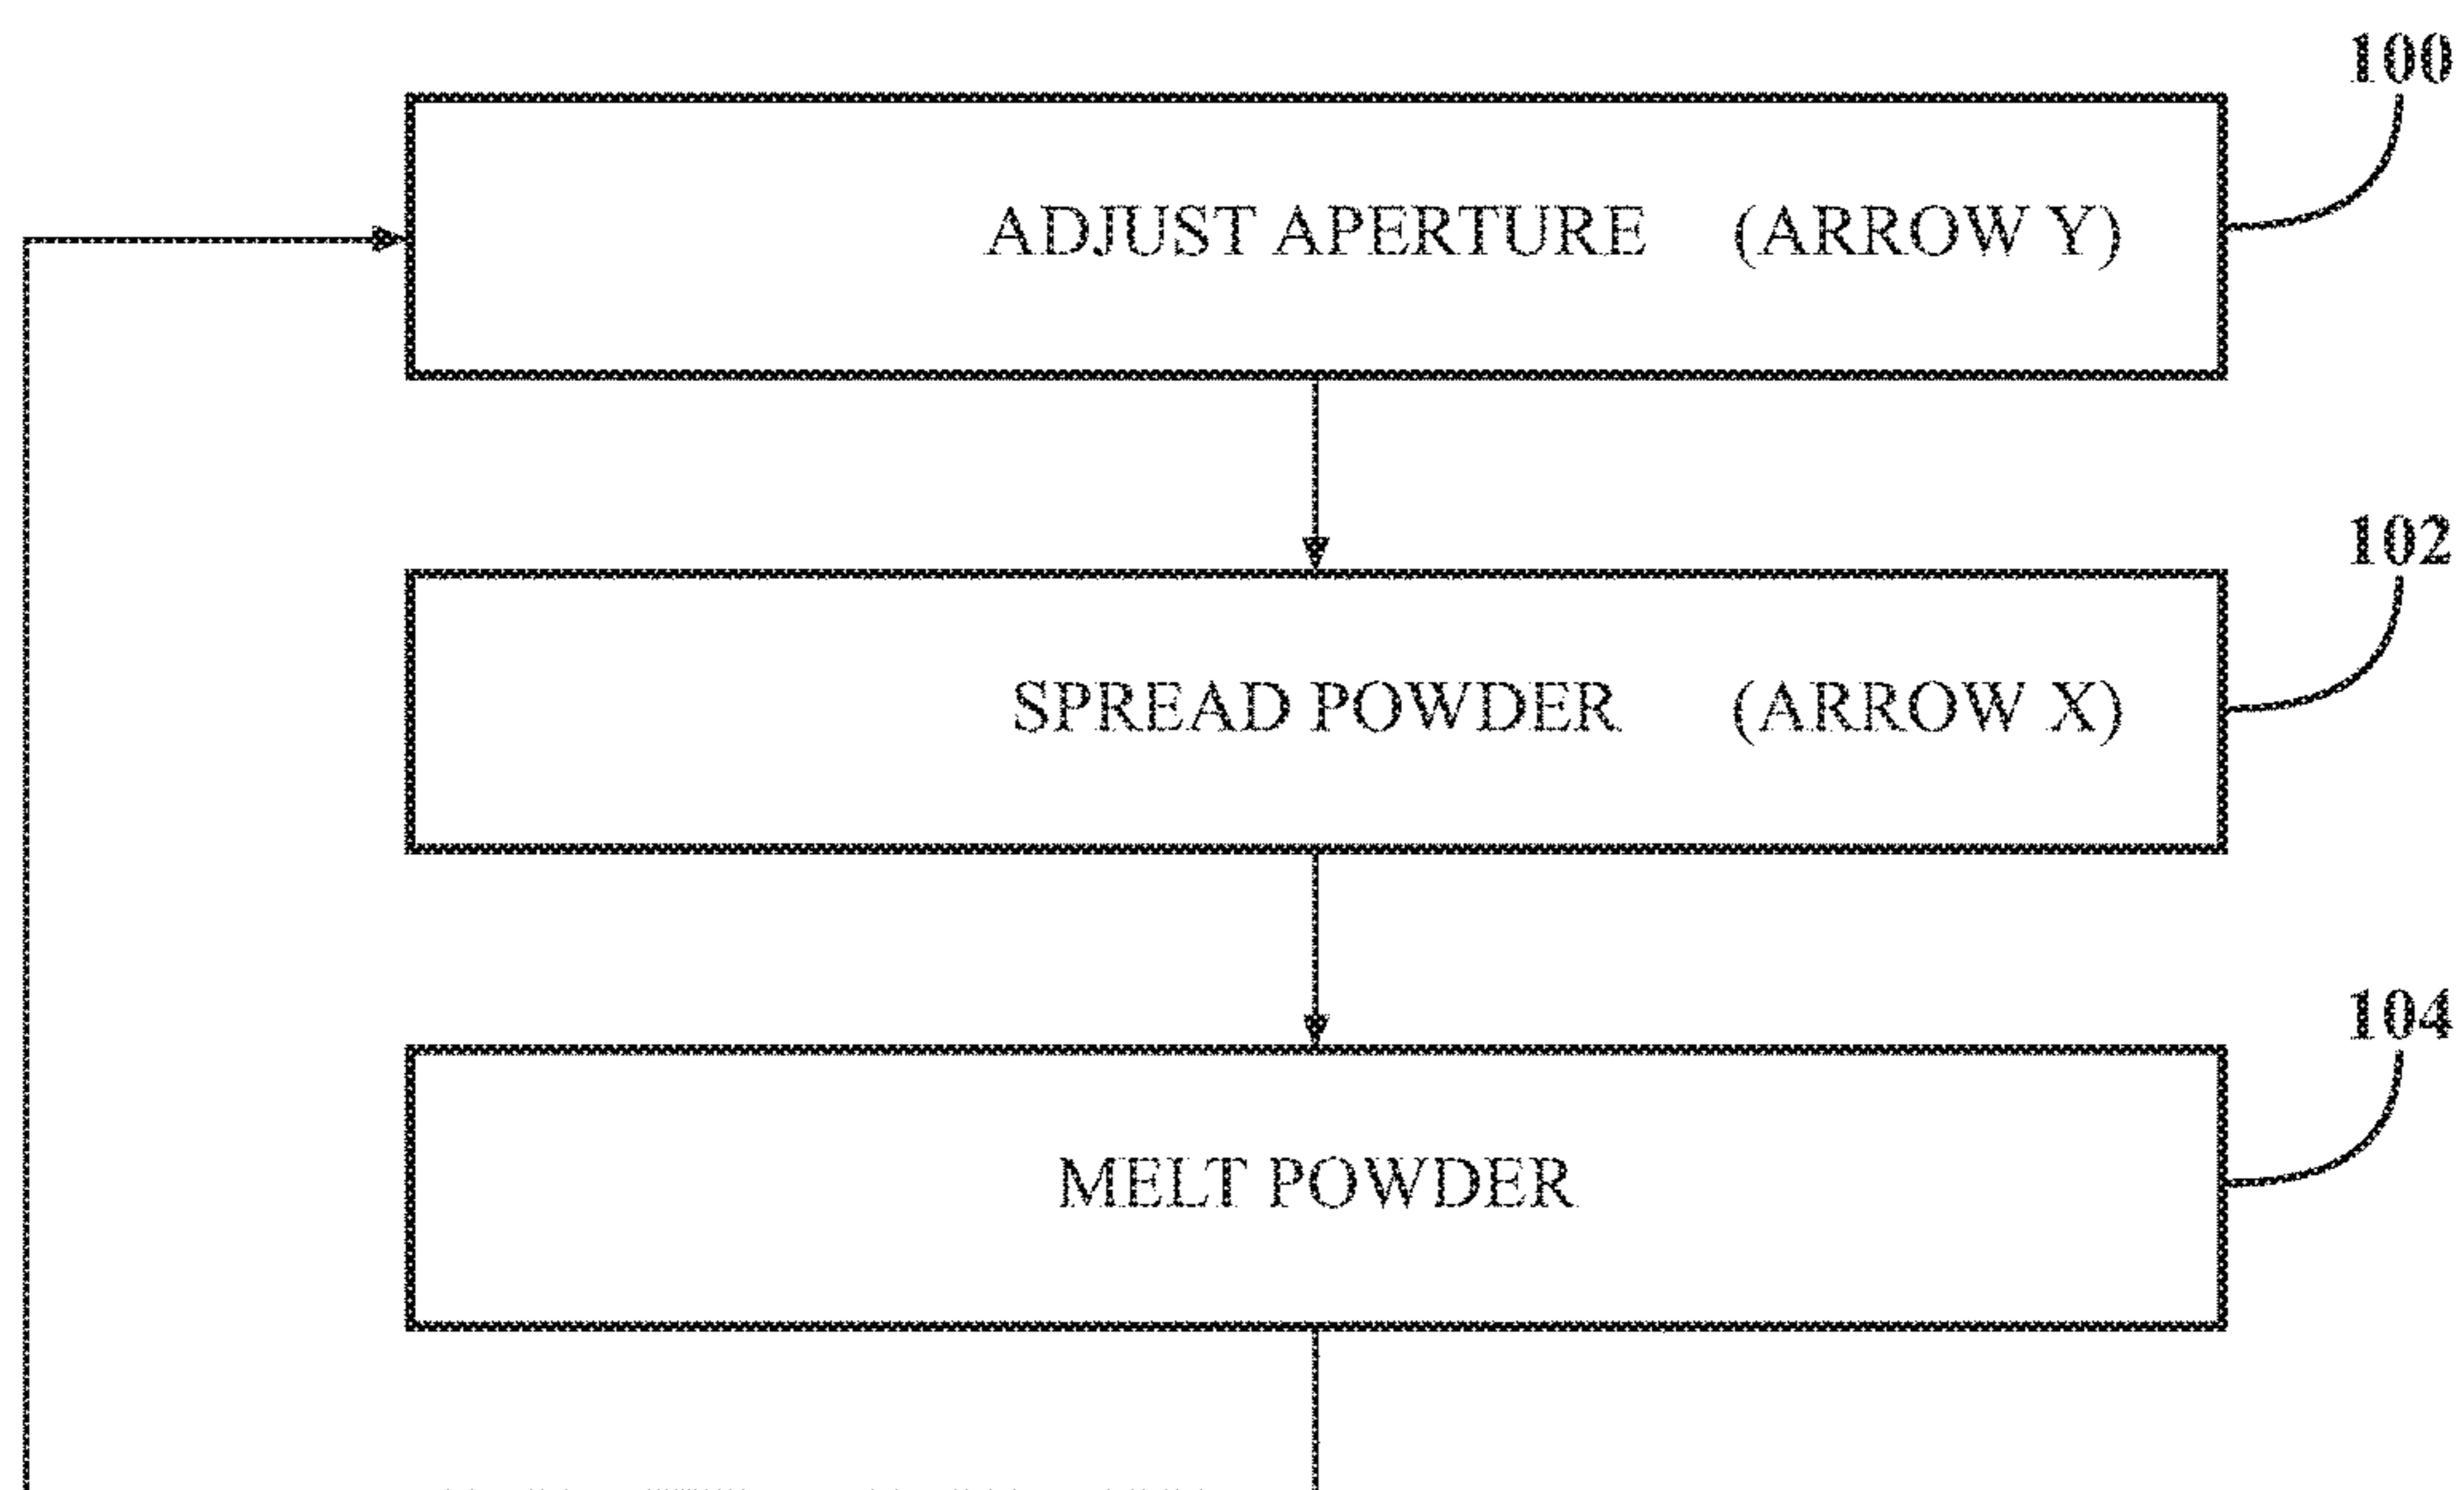 100
ADJUST APERTURE (ARROW Y)
102
SPREAD POWDER (ARROW X)
104
MELT POWDER